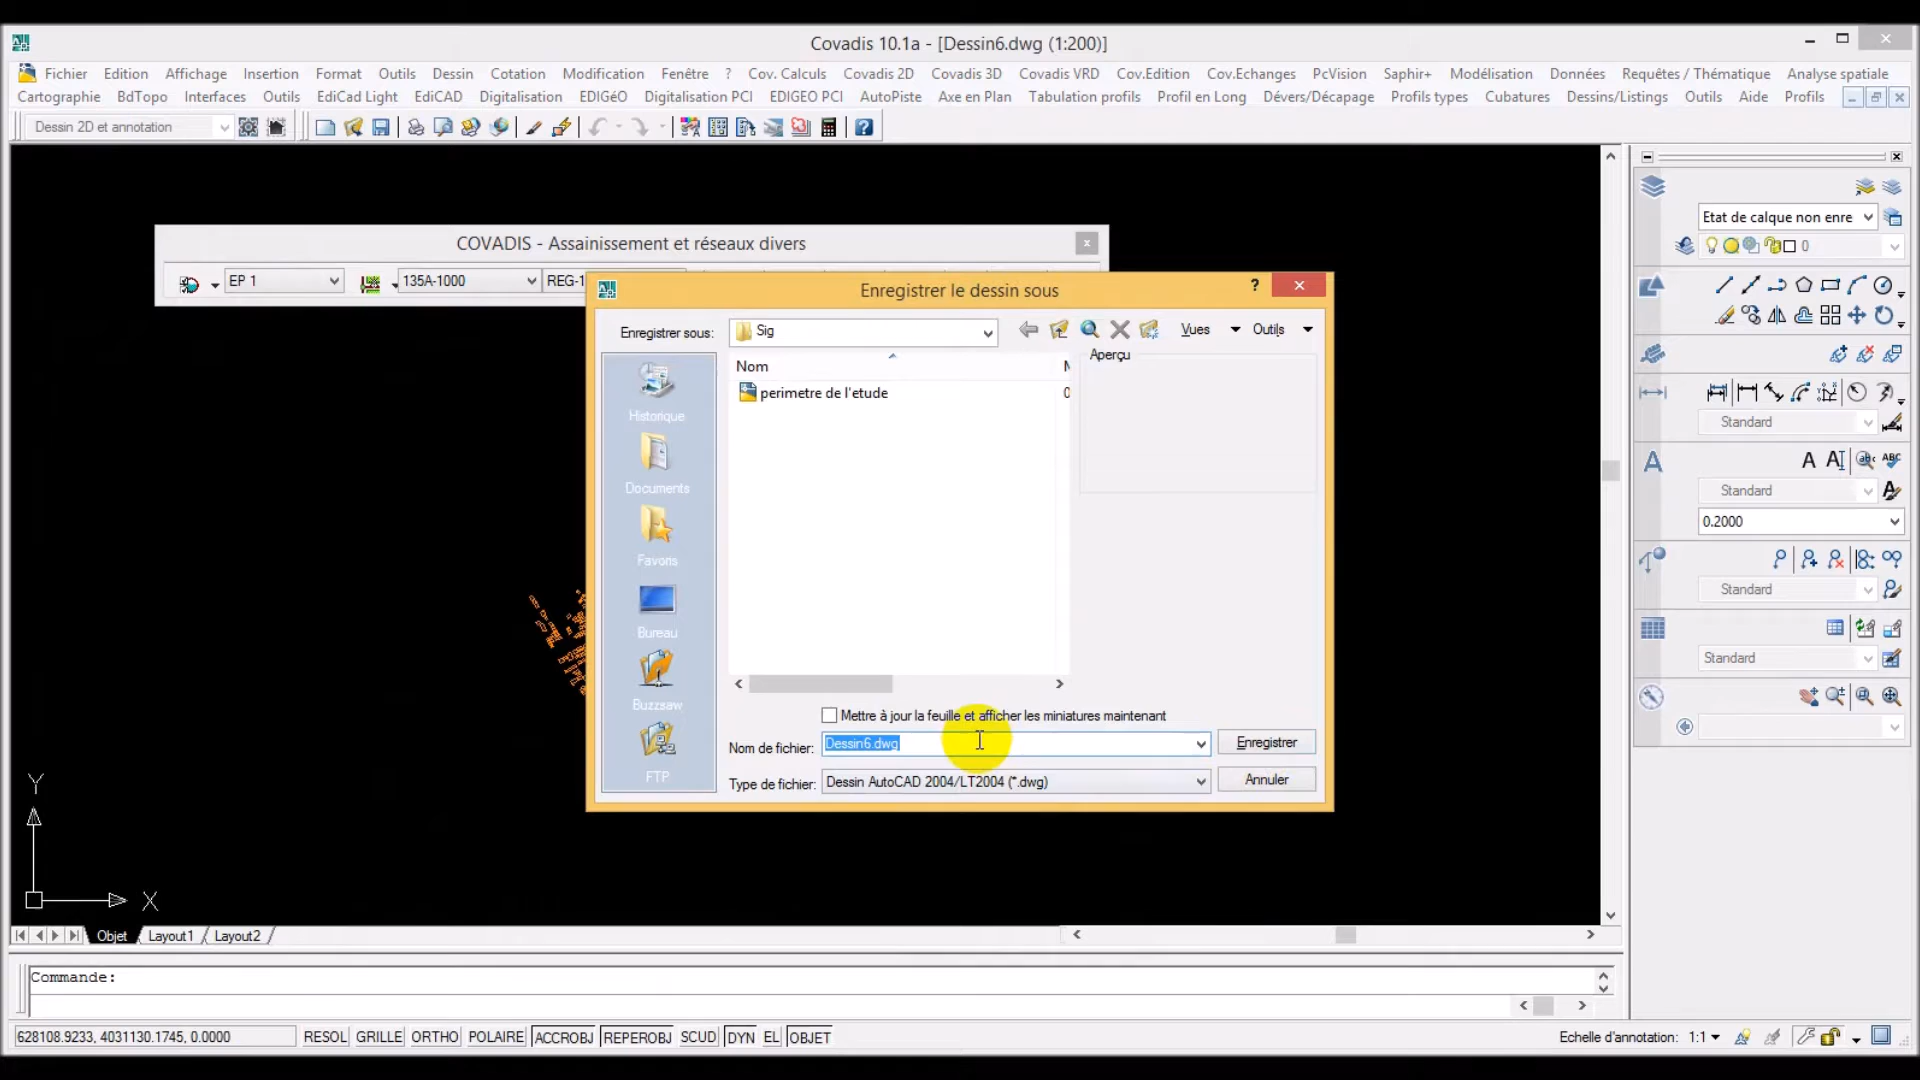 Covadis 10.1a - [Dessin6.dwg (1:200)]
Fichier Edition Affichage Insertion Format Outils Dessin Cotation Modification Fenêtre ? Cov. Calculs Covadis 2D Covadis 3D Covadis VRD Cov.Edition Cov.Echanges PcVision Saphir+ Modélisation Données Requêtes / Thématique Analyse spatiale
Cartographie BdTopo Interfaces Outils EdiCad Light EdiCAD Digitalisation EDIGéO Digitalisation PCI EDIGEO PCI AutoPiste Axe en Plan Tabulation profils Profil en Long Dévers/Décapage Profils types Cubatures Dessins/Listings Outils Aide Profils
Dessin 2D et annotation
COVADIS - Assainissement et réseaux divers
EP 1 135A-1000 REG-1
Enregistrer le dessin sous
?
Enregistrer sous: Sig Vues Outils
Aperçu
Nom
perimetre de l'etude 0
Historique
Documents
Favoris
Bureau
Buzzsaw
FTP
Mettre à jour la feuille et afficher les miniatures maintenant
Nom de fichier: Dessin6.dwg Enregistrer
Type de fichier: Dessin AutoCAD 2004/LT2004 (*.dwg) Annuler
Etat de calque non enre
0
Standard
Standard
0.2000
Standard
Standard
Y
X
Objet Layout1 Layout2
Commande:
628108.9233, 4031130.1745, 0.0000 RESOL GRILLE ORTHO POLAIRE ACCROBJ REPEROBJ SCUD DYN EL OBJET Echelle d'annotation: 1:1